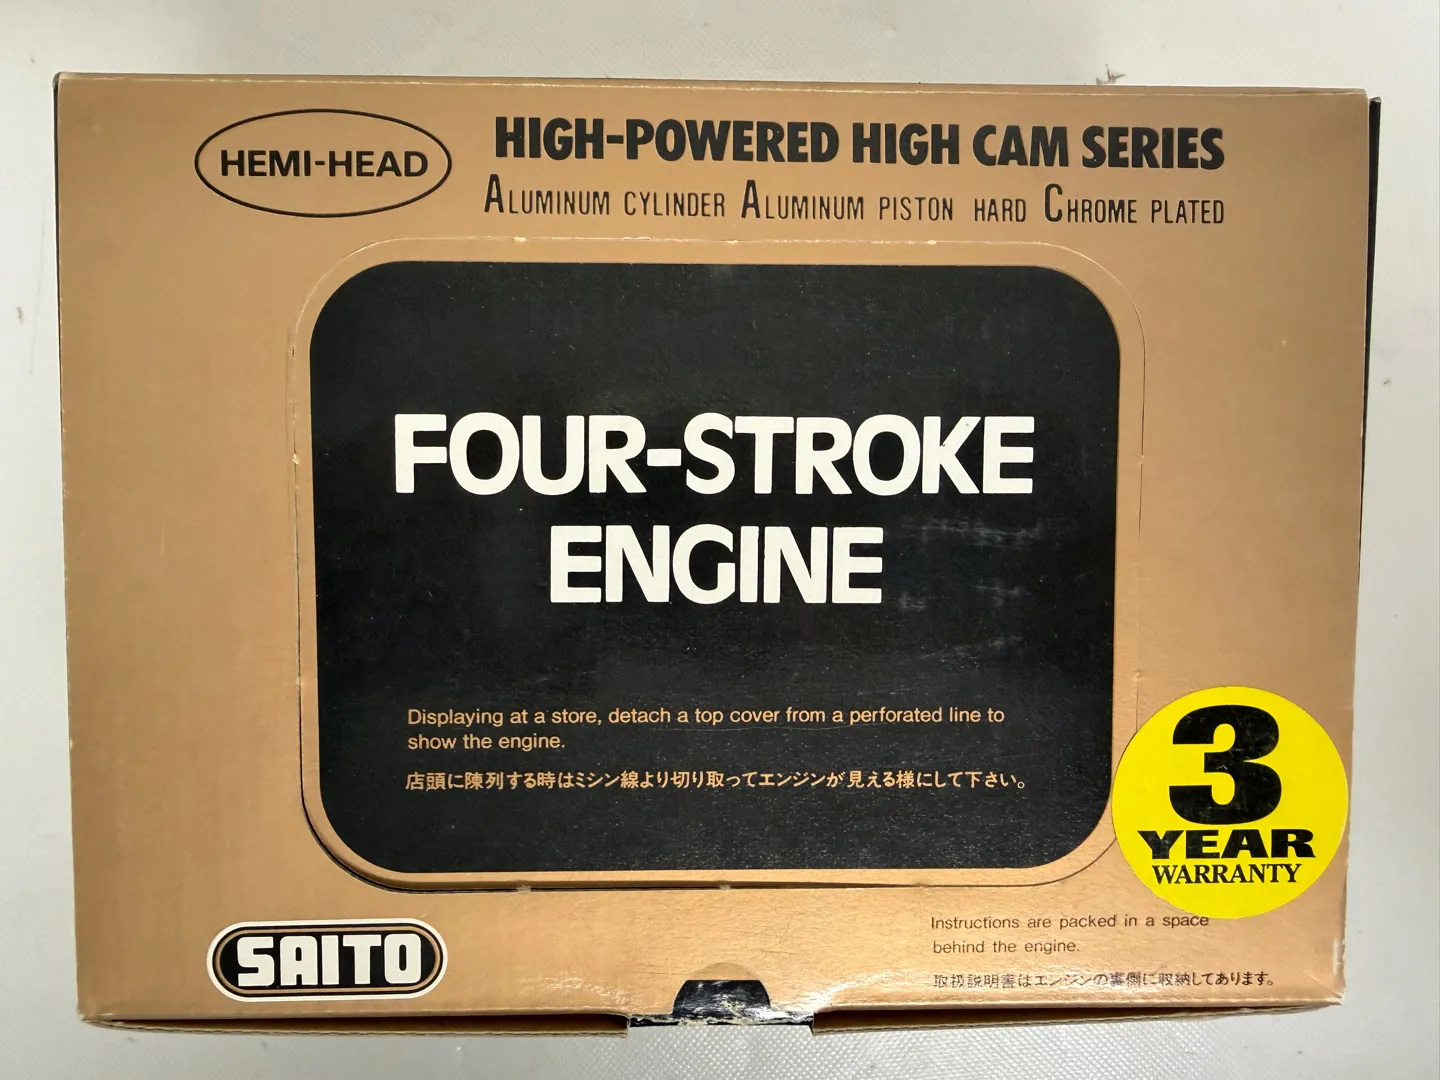 HEMI-HEAD
HIGH-POWERED HIGH CAM SERIES
ALUMINUM CYLINDER ALUMINUM PISTON HARD CHROME PLATED
FOUR-STROKE
ENGINE
Displaying at a store, detach a top cover from a perforated line to
show the engine.
店頭に陳列する時はミシン線より切り取ってエンジンが見える様にして下さい。
3
YEAR
WARRANTY
SAITO
Instructions are packed in a space
behind the engine.
取扱説明書はエンジンの裏側に収納してあります。